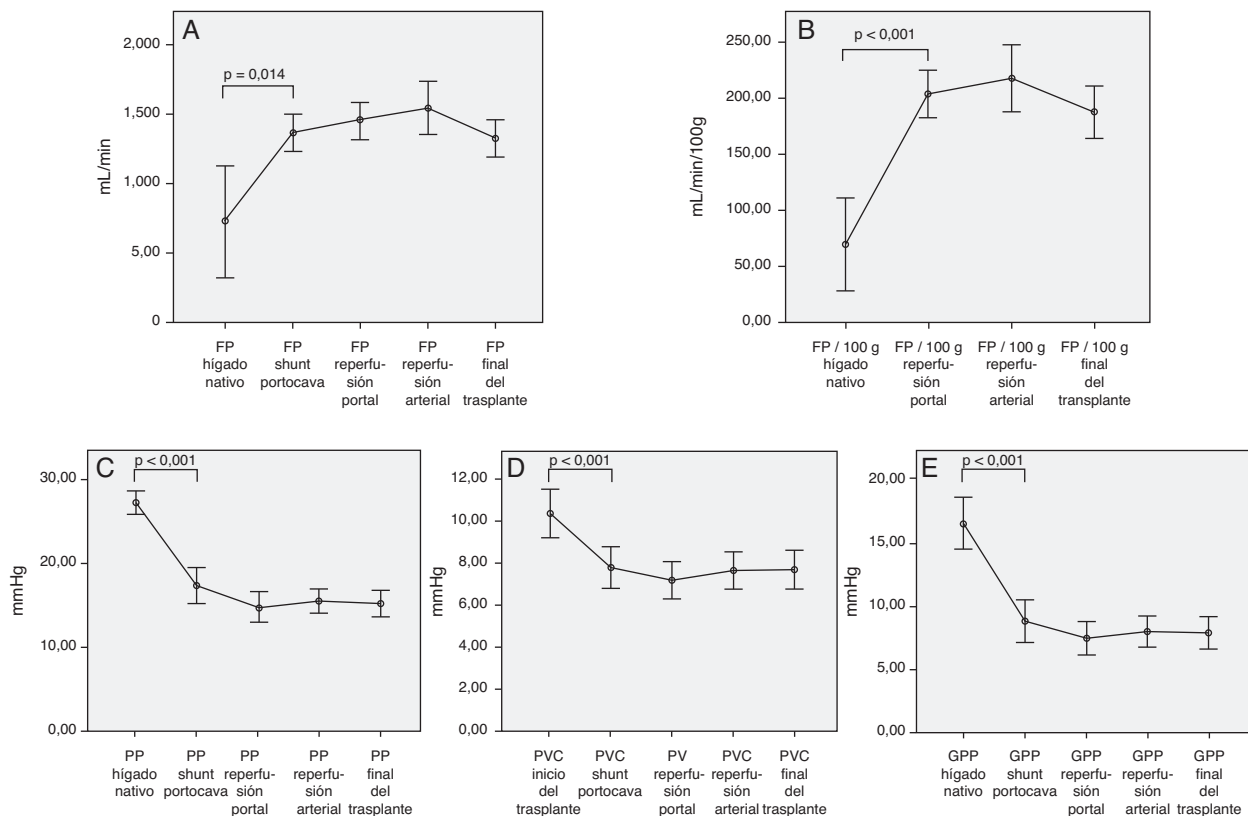 A
2,000
1,500
1,000
5,00
0
mL/min
p = 0,014
FP
hígado
nativo
FP
shunt
portocava
FP
reperfu-
sión
portal
FP
reperfu-
sión
arterial
FP
final
del
trasplante
B
250,00
200,00
150,00
100,00
50,00
0,00
mL/min/100g
p < 0,001
FP / 100 g
hígado
nativo
FP / 100 g
reperfu-
sión
portal
FP / 100 g
reperfu-
sión
arterial
FP / 100 g
final
del
transplante
C
30,00
20,00
10,00
0,00
mmHg
p < 0,001
PP
hígado
nativo
PP
shunt
portocava
PP
reperfu-
sión
portal
PP
reperfu-
sión
arterial
PP
final
del
trasplante
D
12,00
10,00
8,00
6,00
4,00
2,00
0,00
mmHg
p < 0,001
PVC
inicio
del
trasplante
PVC
shunt
portocava
PV
reperfu-
sión
portal
PVC
reperfu-
sión
arterial
PVC
final
del
trasplante
E
20,00
15,00
10,00
5,00
0,00
mmHg
p < 0,001
GPP
hígado
nativo
GPP
shunt
portocava
GPP
reperfu-
sión
portal
GPP
reperfu-
sión
arterial
GPP
final
del
trasplante